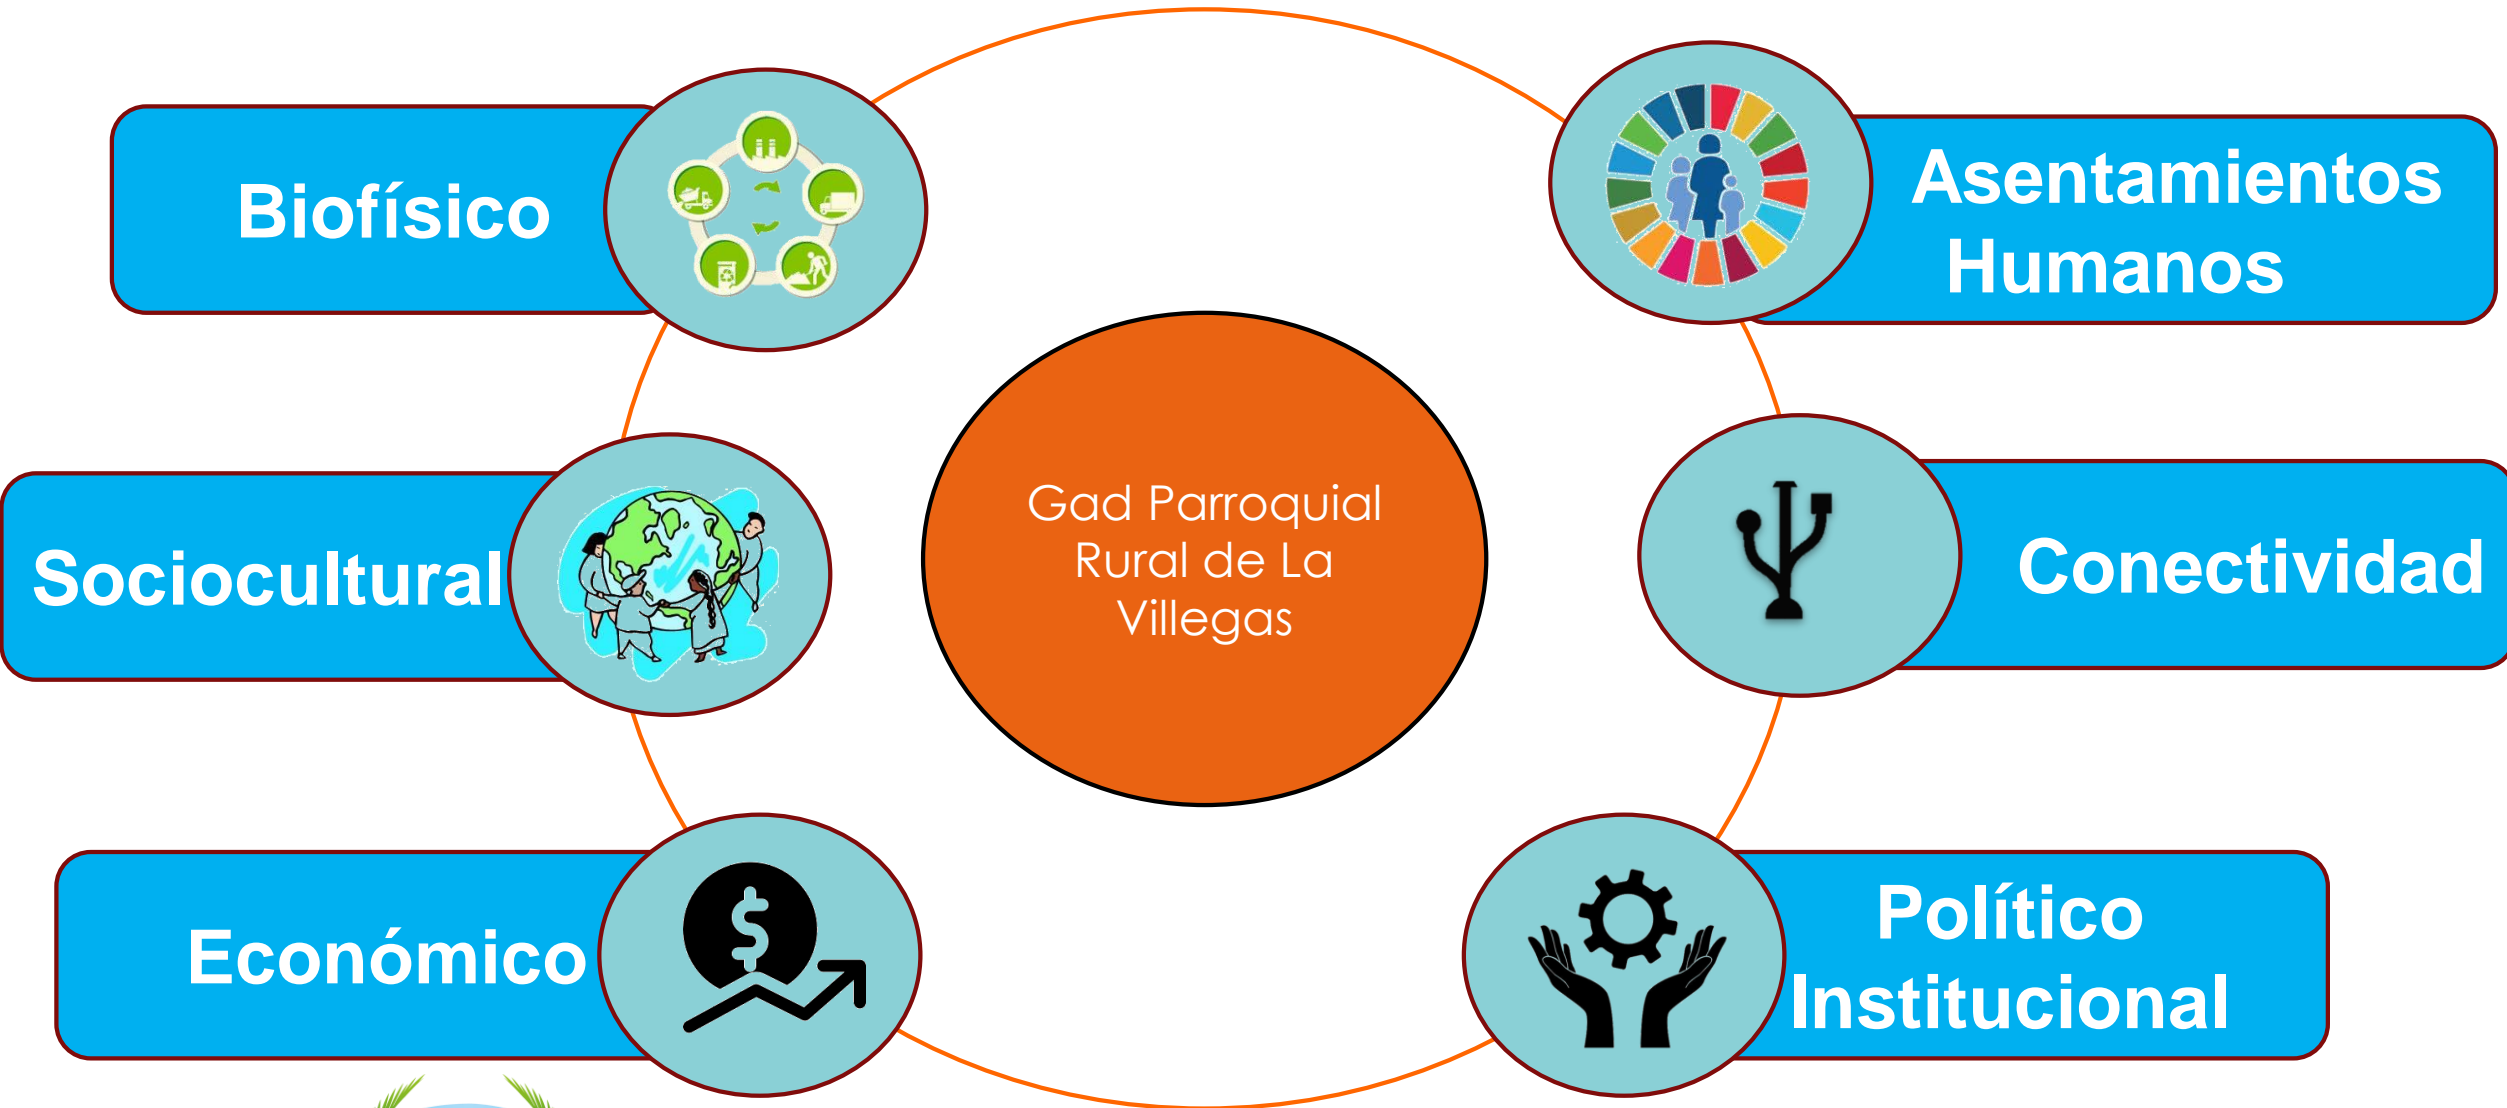 Biofísico
Asentamientos
Humanos
Gad Parroquial
Rural de La
Villegas
Sociocultural
Conectividad
Económico
Político
Institucional